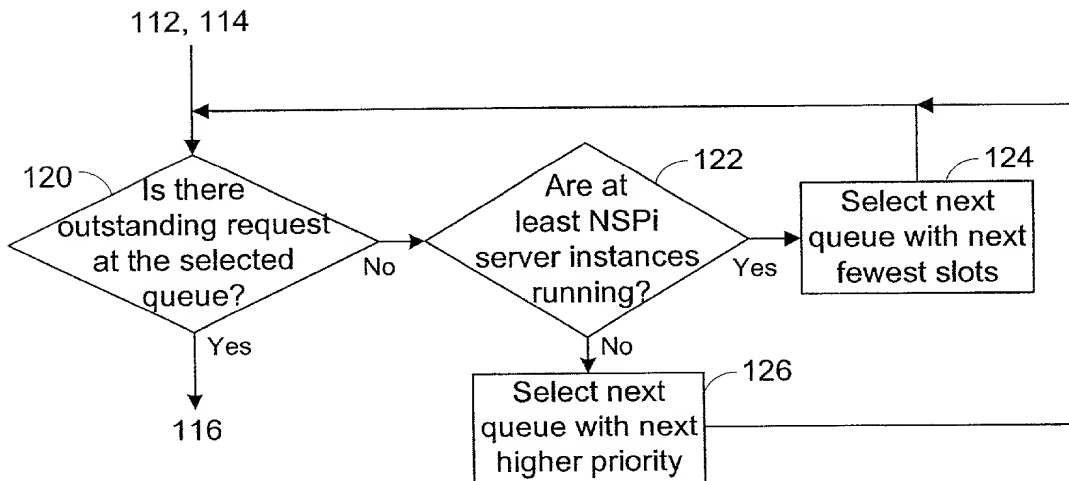 112, 114
120
Is there
outstanding request
at the selected
queue?
No
Yes
116
122
Are at
least NSPi
server instances
running?
Yes
No
124
Select next
queue with next
fewest slots
126
Select next
queue with next
higher priority